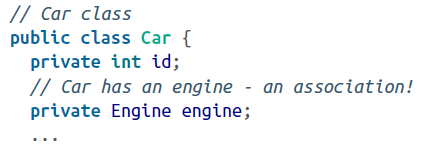 // Car class
public class Car {
private int id;
// Car has an engine - an association!
private Engine engine;
...